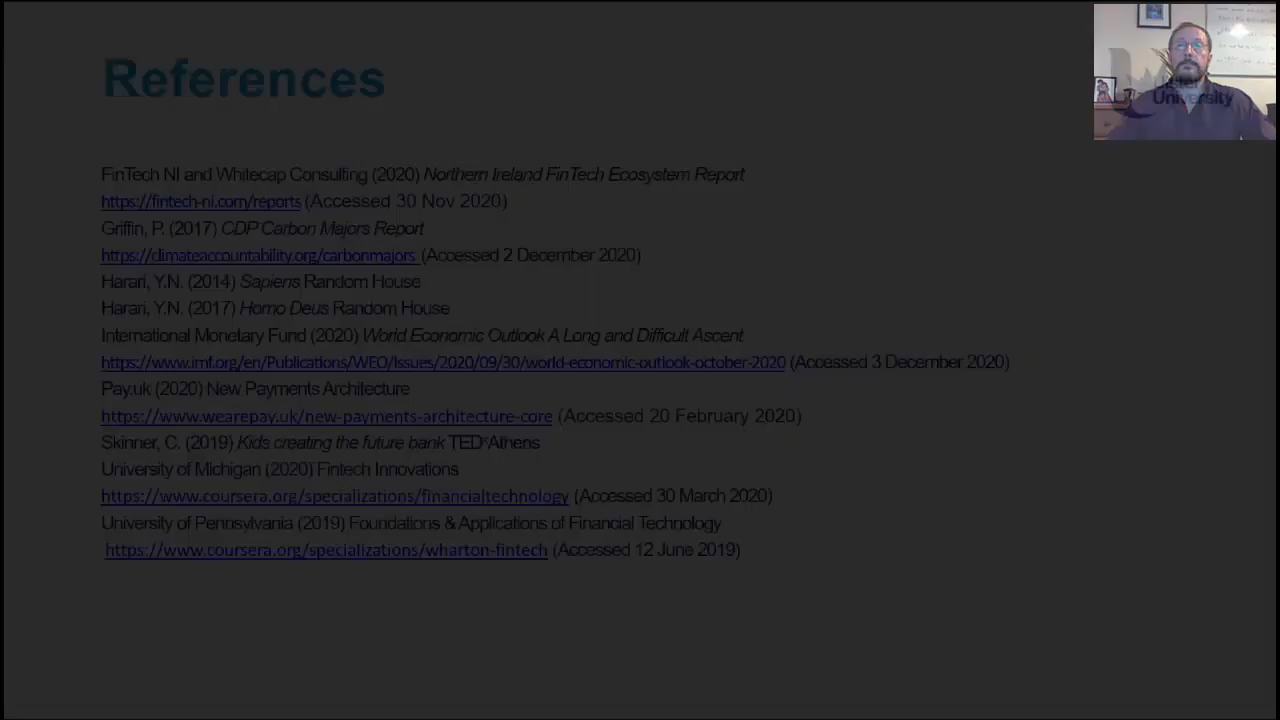 References
Ulster
University
FinTech NI and Whitecap Consulting (2020) Northern Ireland FinTech Ecosystem Report
https://fintech-ni.com/reports (Accessed 30 Nov 2020)
Griffin, P. (2017) CDP Carbon Majors Report
https://climateaccountability.org/carbonmajors (Accessed 2 December 2020)
Harari, Y.N. (2014) Sapiens Random House
Harari, Y.N. (2017) Homo Deus Random House
International Monetary Fund (2020) World Economic Outlook A Long and Difficult Ascent
https://www.imf.org/en/Publications/WEO/Issues/2020/09/30/world-economic-outlook-october-2020 (Accessed 3 December 2020)
Pay.uk (2020) New Payments Architecture
https://www.wearepay.uk/new-payments-architecture-core (Accessed 20 February 2020)
Skinner, C. (2019) Kids creating the future bank TEDxAthens
University of Michigan (2020) Fintech Innovations
https://www.coursera.org/specializations/financialtechnology (Accessed 30 March 2020)
University of Pennsylvania (2019) Foundations & Applications of Financial Technology
https://www.coursera.org/specializations/wharton-fintech (Accessed 12 June 2019)